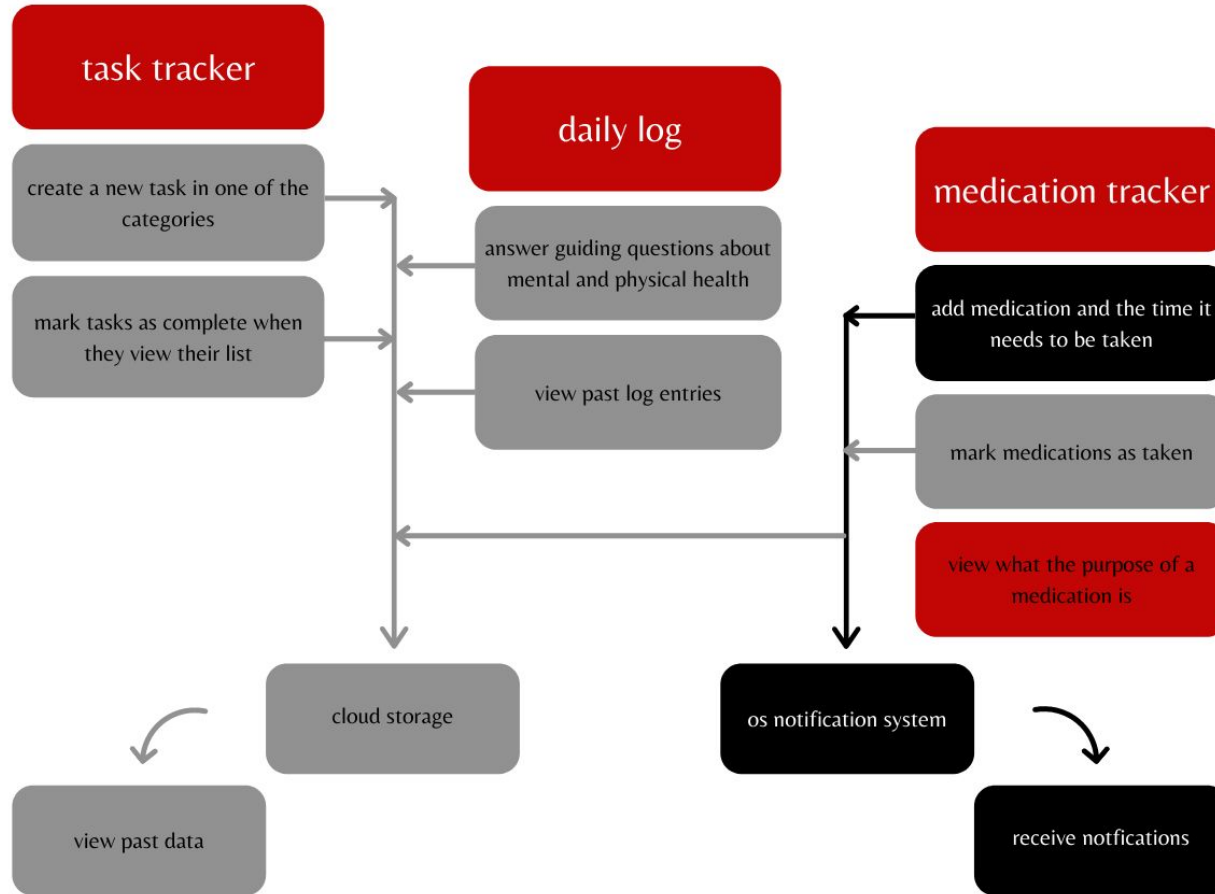 task tracker
create a new task in one of the
categories
mark tasks as complete when
they view their list
daily log
answer guiding questions about
mental and physical health
view past log entries
medication tracker
add medication and the time it
needs to be taken
mark medications as taken
view what the purpose of a
medication is
cloud storage
view past data
os notification system
receive notfications